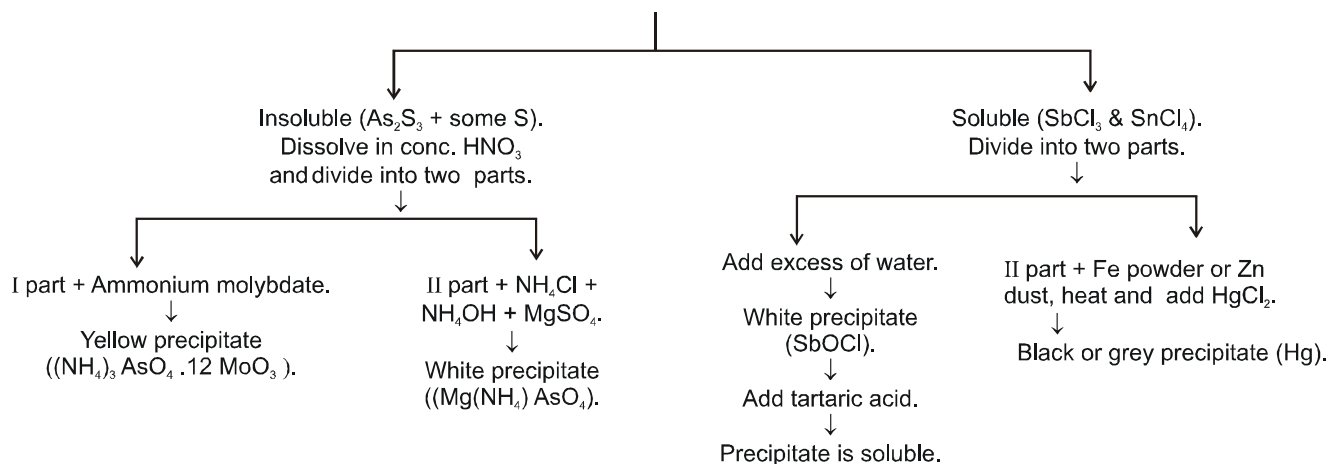 Insoluble (As₂S₃ + some S).
Dissolve in conc. HNO₃
and divide into two parts.
↓
I part + Ammonium molybdate.
↓
Yellow precipitate
((NH₄)₃ AsO₄ .12 MoO₃ ).
II part + NH₄Cl +
NH₄OH + MgSO₄.
↓
White precipitate
((Mg(NH₄) AsO₄).
Soluble (SbCl₃ & SnCl₄).
Divide into two parts.
↓
Add excess of water.
↓
White precipitate
(SbOCl).
↓
Add tartaric acid.
↓
Precipitate is soluble.
II part + Fe powder or Zn
dust, heat and add HgCl₂.
↓
Black or grey precipitate (Hg).